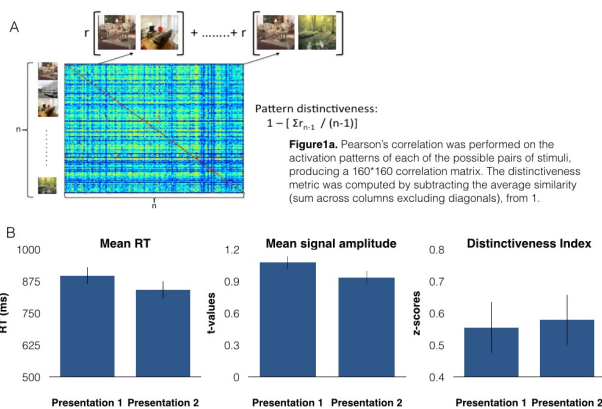 A
r [ ] + ........+ r [ ]
n
n
Pattern distinctiveness:
1 – [ Σrn-1 / (n-1)]
Figure1a. Pearson's correlation was performed on the
activation patterns of each of the possible pairs of stimuli,
producing a 160*160 correlation matrix. The distinctiveness
metric was computed by subtracting the average similarity
(sum across columns excluding diagonals), from 1.
B
Mean RT
1000
875
750
625
500
RT (ms)
Presentation 1 Presentation 2
Mean signal amplitude
1.2
0.9
0.6
0.3
0
t-values
Presentation 1 Presentation 2
Distinctiveness Index
0.8
0.7
0.6
0.5
0.4
z-scores
Presentation 1 Presentation 2